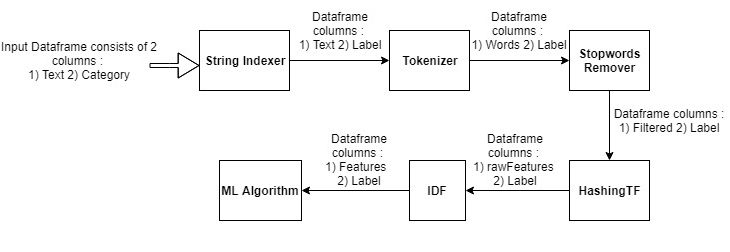 Input Dataframe consists of 2
columns :
1) Text 2) Category
String Indexer
Dataframe
columns :
1) Text 2) Label
Tokenizer
Dataframe
columns :
1) Words 2) Label
Stopwords
Remover
Dataframe columns :
1) Filtered 2) Label
HashingTF
Dataframe
columns :
1) rawFeatures
2) Label
IDF
Dataframe
columns :
1) Features
2) Label
ML Algorithm